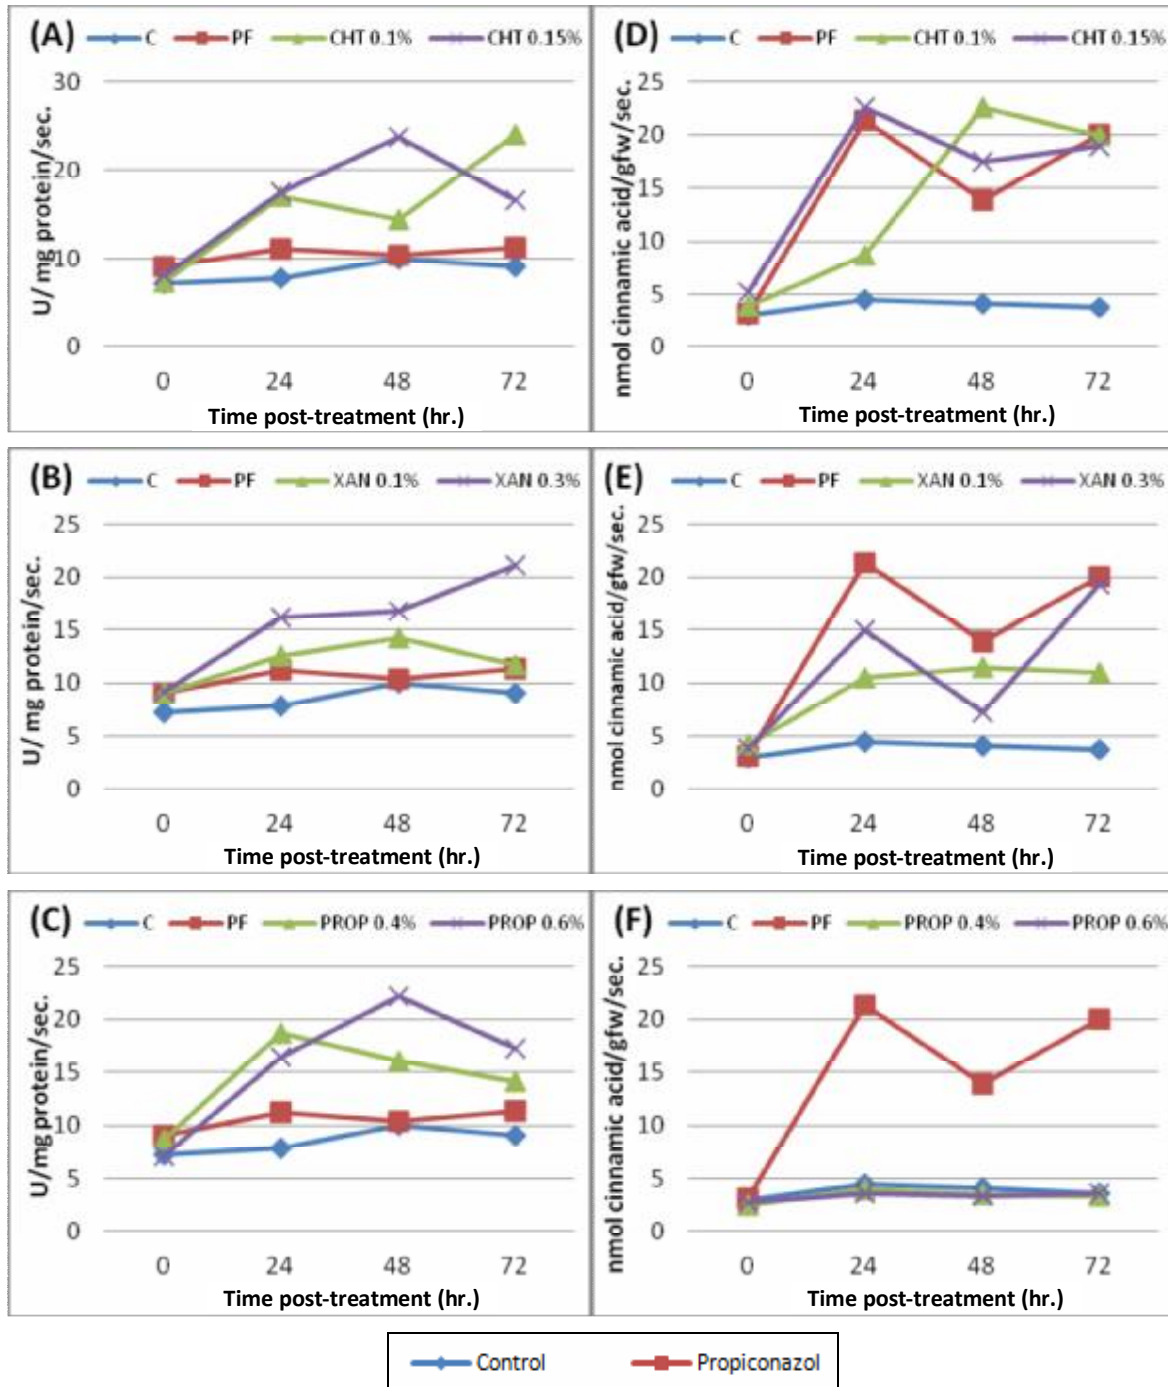 (A) C PF CHT 0.1% CHT 0.15%
U/ mg protein/sec.
30
20
10
0
0 24 48 72
Time post-treatment (hr.)
(D) C PF CHT 0.1% CHT 0.15%
nmol cinnamic acid/gfw/sec.
25
20
15
10
5
0
0 24 48 72
Time post-treatment (hr.)
(B) C PF XAN 0.1% XAN 0.3%
U/ mg protein/sec.
25
20
15
10
5
0
0 24 48 72
Time post-treatment (hr.)
(E) C PF XAN 0.1% XAN 0.3%
nmol cinnamic acid/gfw/sec.
25
20
15
10
5
0
0 24 48 72
Time post-treatment (hr.)
(C) C PF PROP 0.4% PROP 0.6%
U/mg protein/sec.
25
20
15
10
5
0
0 24 48 72
Time post-treatment (hr.)
(F) C PF PROP 0.4% PROP 0.6%
nmol cinnamic acid/gfw/sec.
25
20
15
10
5
0
0 24 48 72
Time post-treatment (hr.)
Control Propiconazol